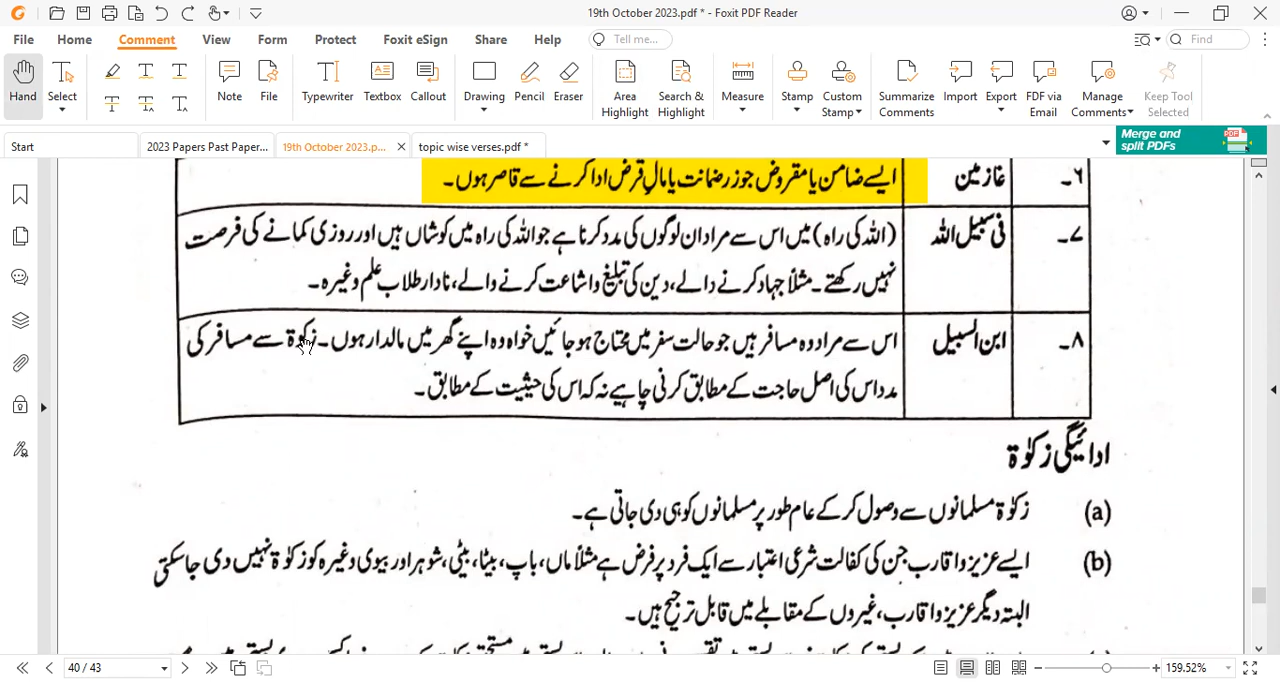 19th October 2023.pdf * - Foxit PDF Reader
File Home Comment View Form Protect Foxit eSign Share Help Tell me... Find
Hand Select Note File Typewriter Textbox Callout Drawing Pencil Eraser Area Highlight Search & Highlight Measure Stamp Custom Stamp Summarize Comments Import Export FDF via Email Manage Comments Keep Tool Selected
Start 2023 Papers Past Paper... 19th October 2023.p... topic wise verses.pdf * Merge and split PDFs PDF
۶۔ غازمین ایسے ضامن یا مقروض جو زر ضمانت یا مالِ قرض ادا کرنے سے قاصر ہوں۔
۷۔ فی سبیل اللہ (اللہ کی راہ) میں اس سے مراد ان لوگوں کی مدد کرنا ہے جو اللہ کی راہ میں کوشاں ہیں اور روزی کمانے کی فرصت
نہیں رکھتے۔ مثلاً جہاد کرنے والے، دین کی تبلیغ و اشاعت کرنے والے، نادار طلاب علم وغیرہ۔
۸۔ ابن السبیل اس سے مراد وہ مسافر ہیں جو حالت سفر میں محتاج ہو جائیں خواہ وہ اپنے گھر میں مالدار ہوں۔ زکوٰۃ سے مسافر کی
مدد اس کی اصل حاجت کے مطابق کرنی چاہیے نہ کہ اس کی حیثیت کے مطابق۔
ادائیگی زکوٰۃ
(a) زکوٰۃ مسلمانوں سے وصول کر کے عام طور پر مسلمانوں کو ہی دی جاتی ہے۔
(b) ایسے عزیز و اقارب جن کی کفالت شرعی اعتبار سے ایک فرد پر فرض ہے مثلاً ماں، باپ، بیٹا، بیٹی، شوہر اور بیوی وغیرہ کو زکوٰۃ نہیں دی جا سکتی
البتہ دیگر عزیز و اقارب، غیروں کے مقابلے میں قابل ترجیح ہیں۔
40 / 43 159.52%